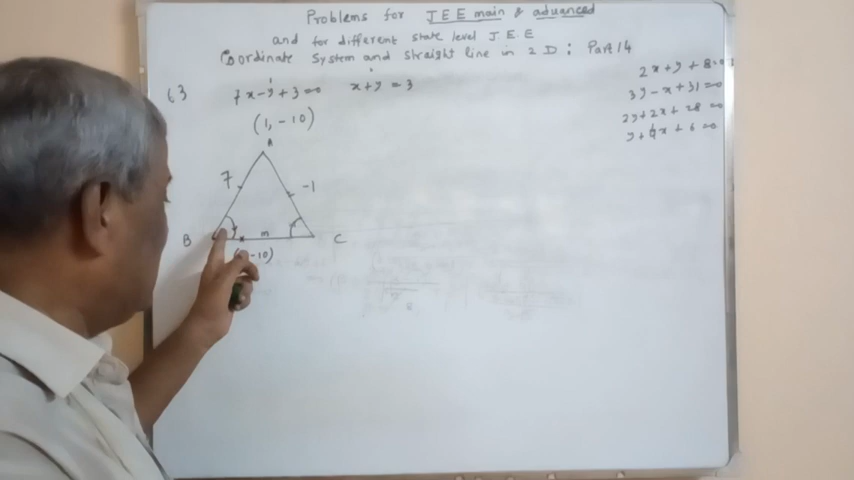 Problems for JEE main & advanced
and for different state level J.E.E
Coordinate System and straight line in 2D: Part 14
63
7x-y+3=0 x+y=3
(1,-10)
A
7
-1
B
m
C
-10)
2x+y+8=0
3y-x+31=0
2y+2x+28=0
y+4x+6=0